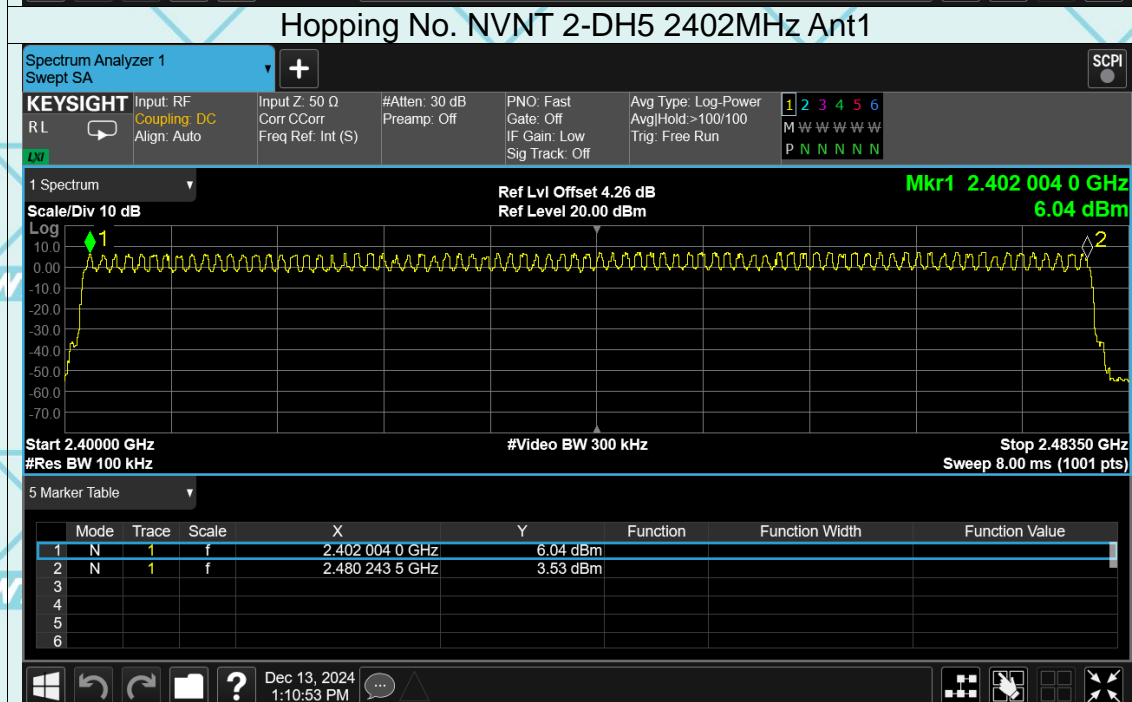 Hopping No. NVNT 2-DH5 2402MHz Ant1
Spectrum Analyzer 1
Swept SA
+
SCPI
KEYSIGHT
R L
LXI
Input: RF
Coupling: DC
Align: Auto
Input Z: 50 Ω
Corr CCorr
Freq Ref: Int (S)
#Atten: 30 dB
Preamp: Off
PNO: Fast
Gate: Off
IF Gain: Low
Sig Track: Off
Avg Type: Log-Power
Avg|Hold:>100/100
Trig: Free Run
1 2 3 4 5 6
M W W W W W
P N N N N N
1 Spectrum
Scale/Div 10 dB
Ref Lvl Offset 4.26 dB
Ref Level 20.00 dBm
Mkr1 2.402 004 0 GHz
6.04 dBm
Log
1
2
10.0
0.00
-10.0
-20.0
-30.0
-40.0
-50.0
-60.0
-70.0
Start 2.40000 GHz
#Video BW 300 kHz
Stop 2.48350 GHz
#Res BW 100 kHz
Sweep 8.00 ms (1001 pts)
5 Marker Table
Mode Trace Scale X Y Function Function Width Function Value
1 N 1 f 2.402 004 0 GHz 6.04 dBm
2 N 1 f 2.480 243 5 GHz 3.53 dBm
3
4
5
6
?
Dec 13, 2024
1:10:53 PM